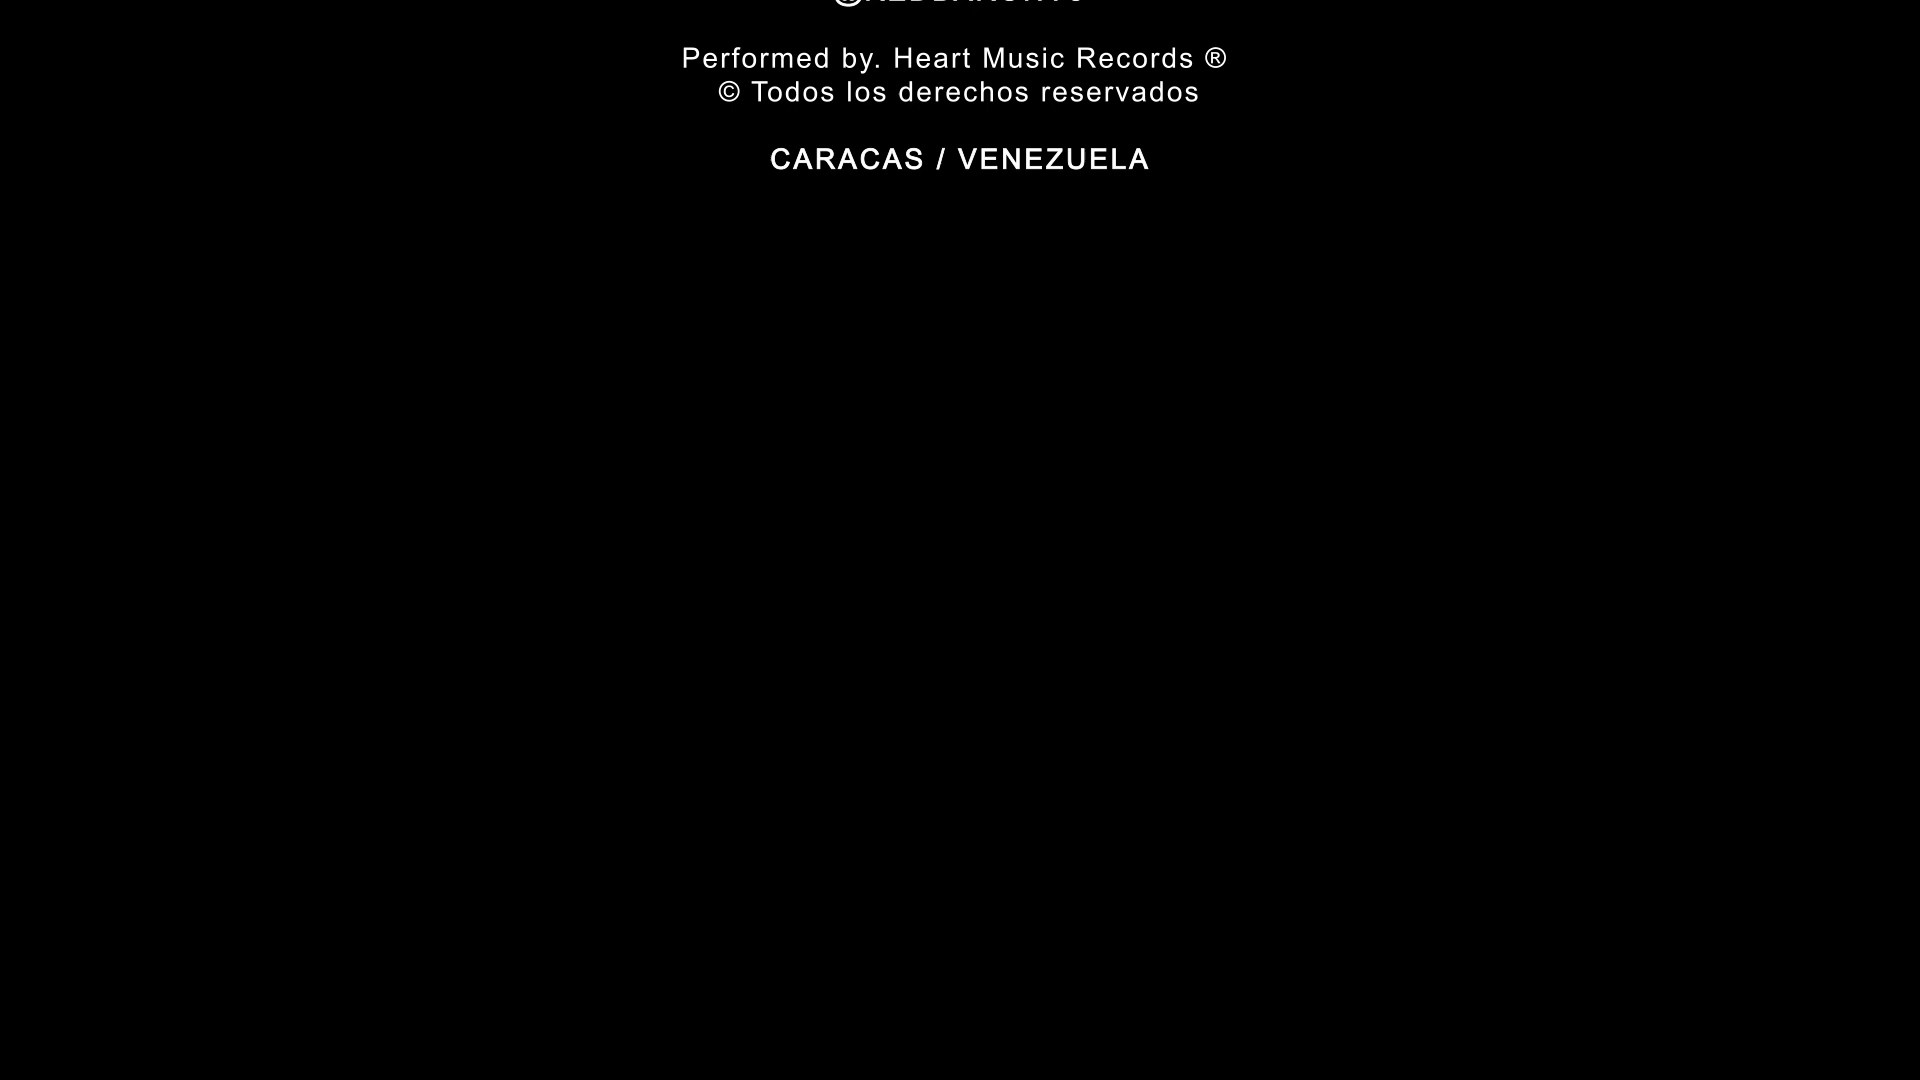 Performed by. Heart Music Records ®
© Todos los derechos reservados
CARACAS / VENEZUELA